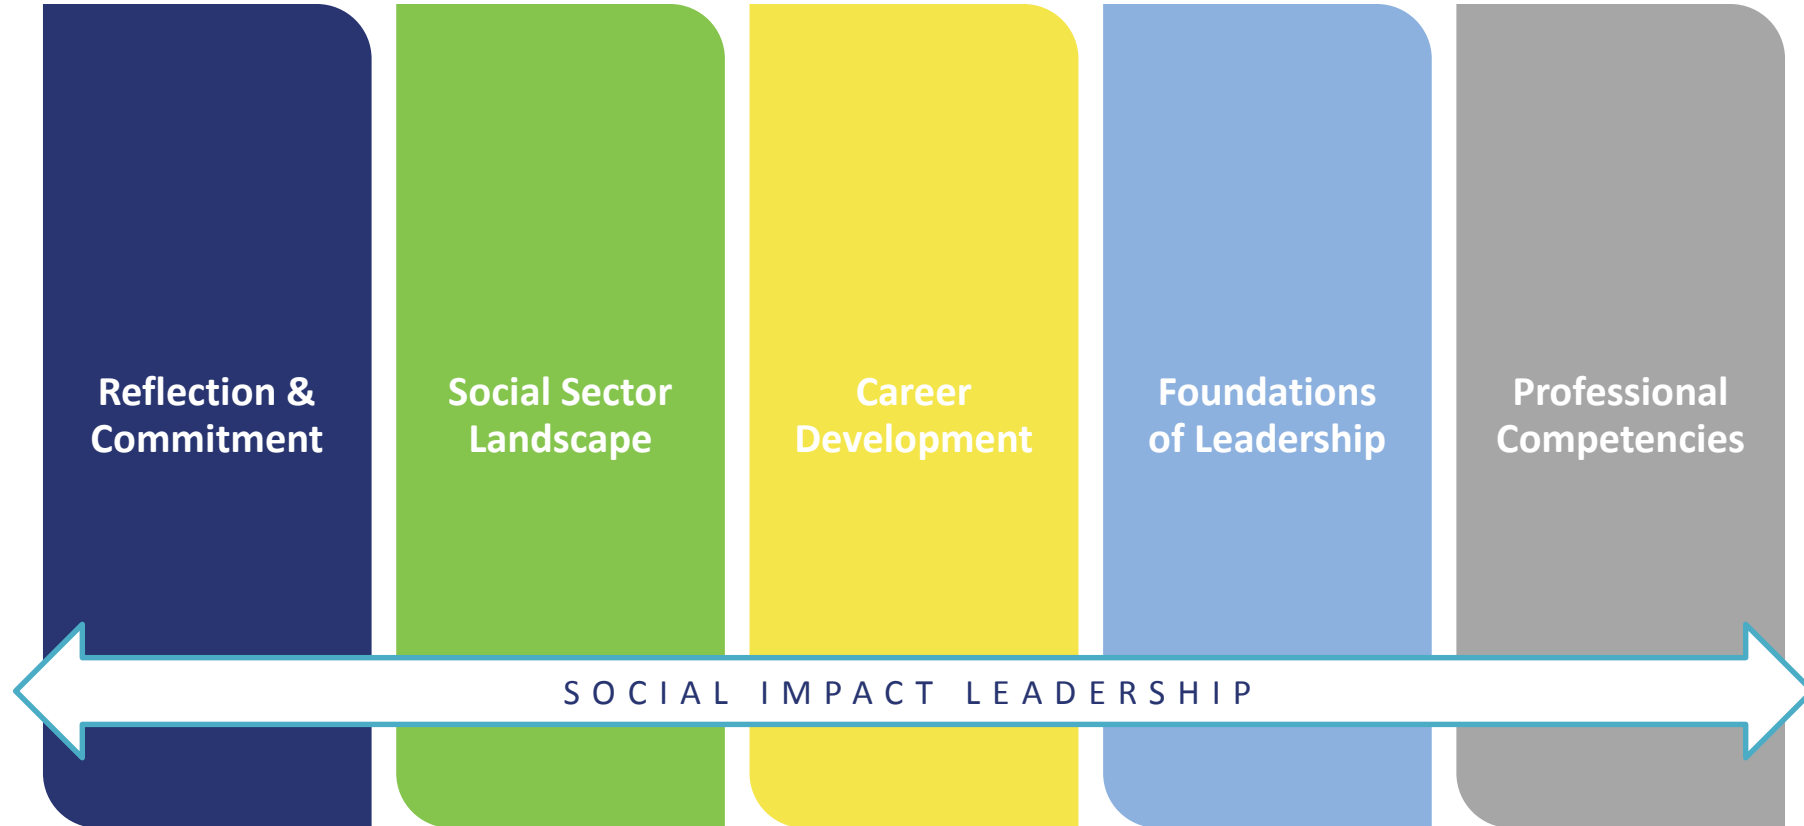 Reflection &
Commitment
Social Sector
Landscape
Career
Development
Foundations
of Leadership
Professional
Competencies
SOCIAL IMPACT LEADERSHIP